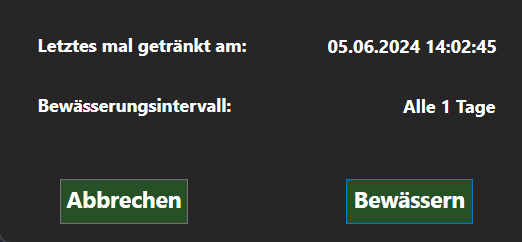 Letztes mal getränkt am: 05.06.2024 14:02:45
Bewässerungsintervall: Alle 1 Tage
Abbrechen Bewässern